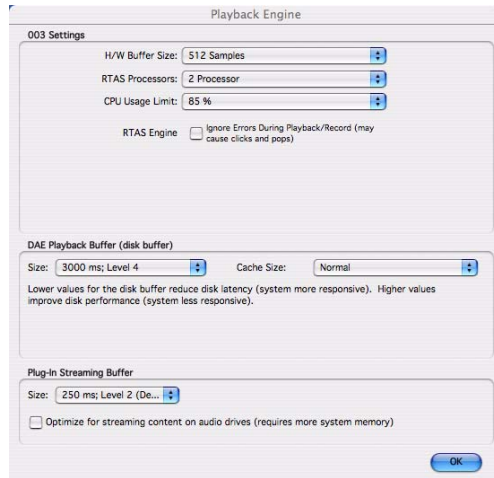 Playback Engine
003 Settings
H/W Buffer Size: 512 Samples
RTAS Processors: 2 Processor
CPU Usage Limit: 85 %
RTAS Engine Ignore Errors During Playback/Record (may
cause clicks and pops)
DAE Playback Buffer (disk buffer)
Size: 3000 ms; Level 4 Cache Size: Normal
Lower values for the disk buffer reduce disk latency (system more responsive). Higher values
improve disk performance (system less responsive).
Plug-In Streaming Buffer
Size: 250 ms; Level 2 (De...
Optimize for streaming content on audio drives (requires more system memory)
OK